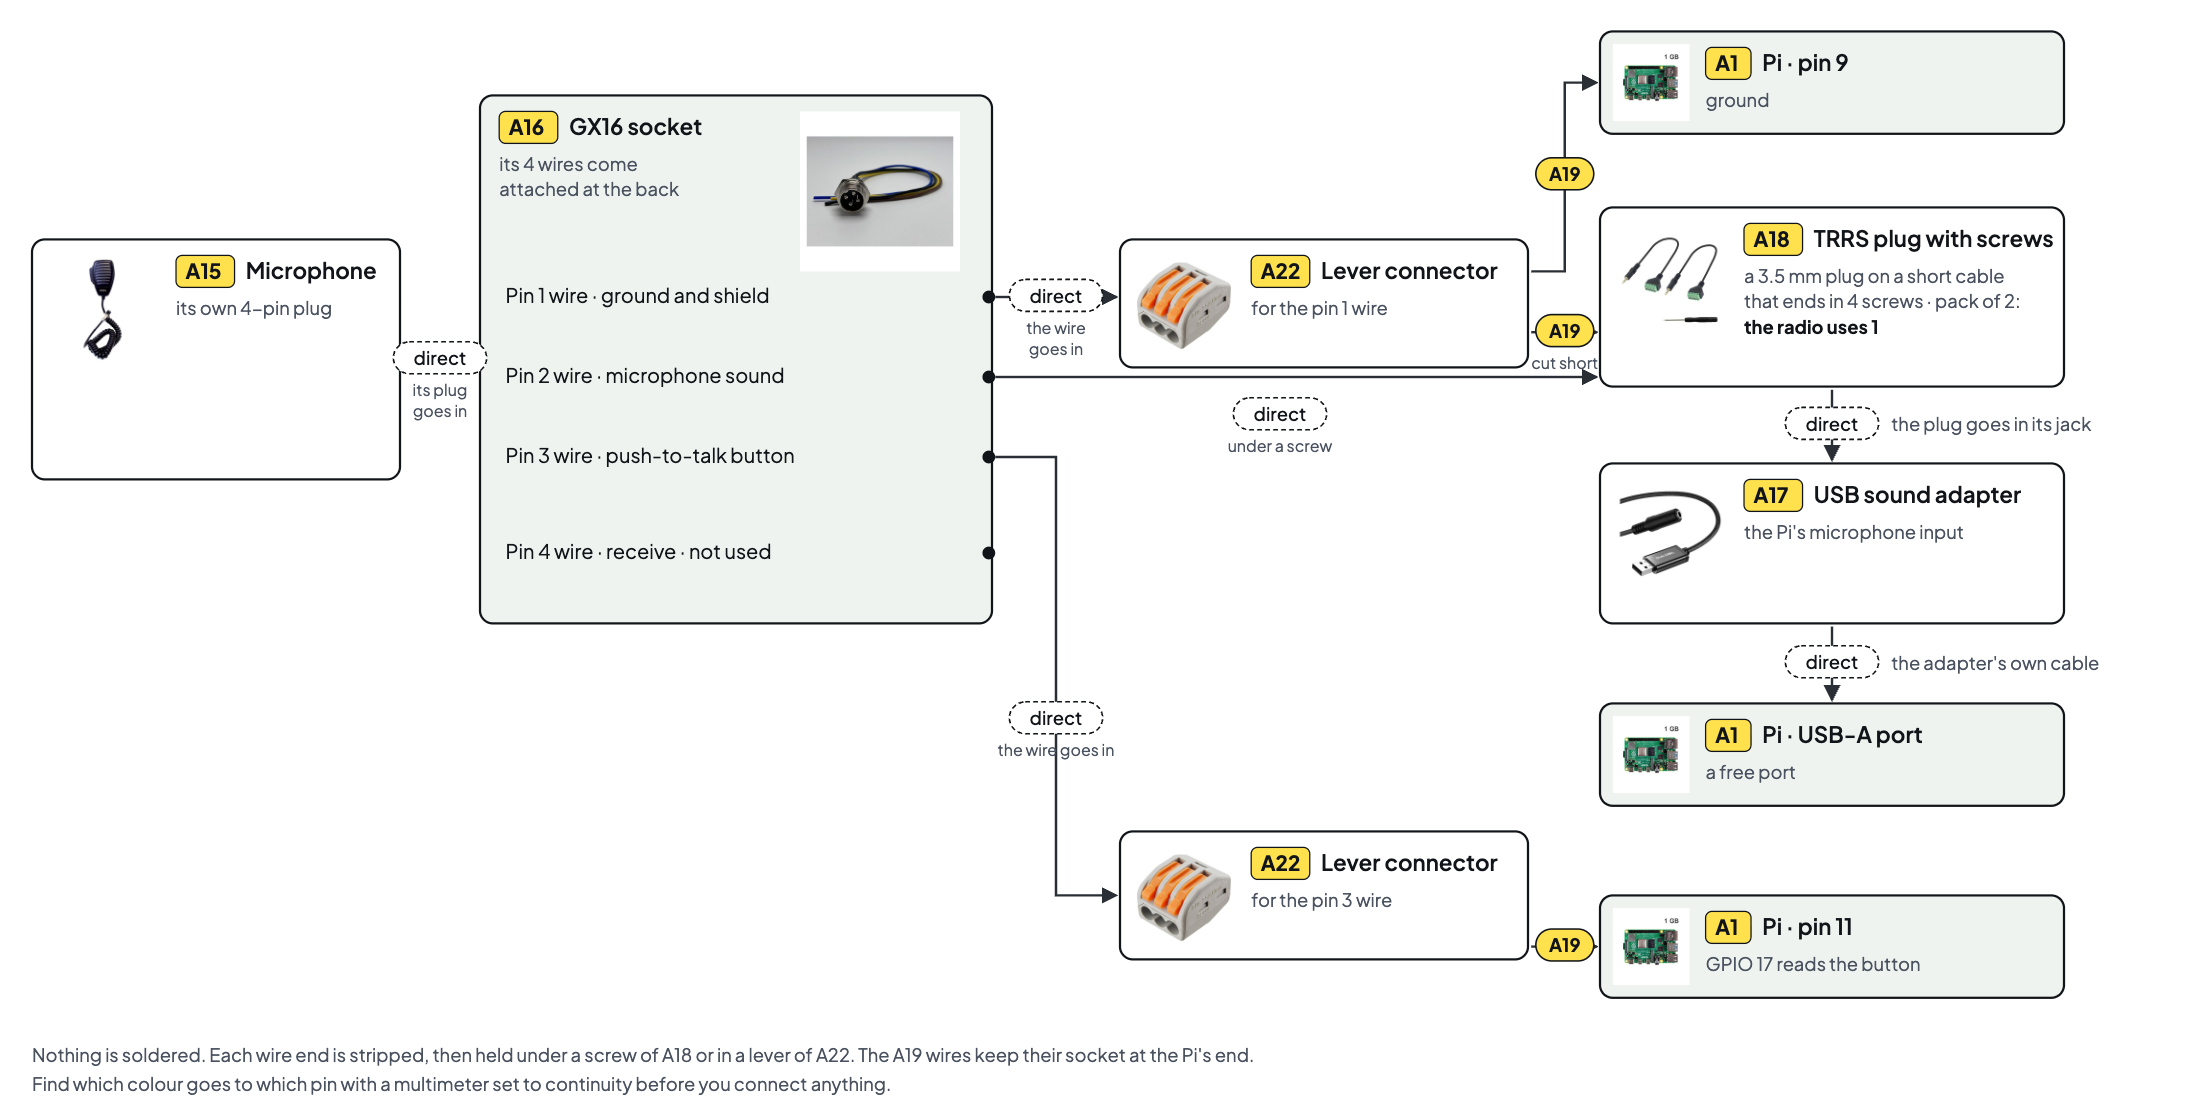 A15 Microphone
its own 4-pin plug
direct
its plug
goes in
A16 GX16 socket
its 4 wires come
attached at the back
Pin 1 wire · ground and shield
Pin 2 wire · microphone sound
Pin 3 wire · push-to-talk button
Pin 4 wire · receive · not used
direct
the wire
goes in
A22 Lever connector
for the pin 1 wire
A19
A19
cut short
direct
under a screw
direct
the wire goes in
A22 Lever connector
for the pin 3 wire
A19
1 GB
A1 Pi · pin 9
ground
A18 TRRS plug with screws
a 3.5 mm plug on a short cable
that ends in 4 screws · pack of 2:
the radio uses 1
direct the plug goes in its jack
A17 USB sound adapter
the Pi's microphone input
direct the adapter's own cable
1 GB
A1 Pi · USB-A port
a free port
1 GB
A1 Pi · pin 11
GPIO 17 reads the button
Nothing is soldered. Each wire end is stripped, then held under a screw of A18 or in a lever of A22. The A19 wires keep their socket at the Pi's end.
Find which colour goes to which pin with a multimeter set to continuity before you connect anything.